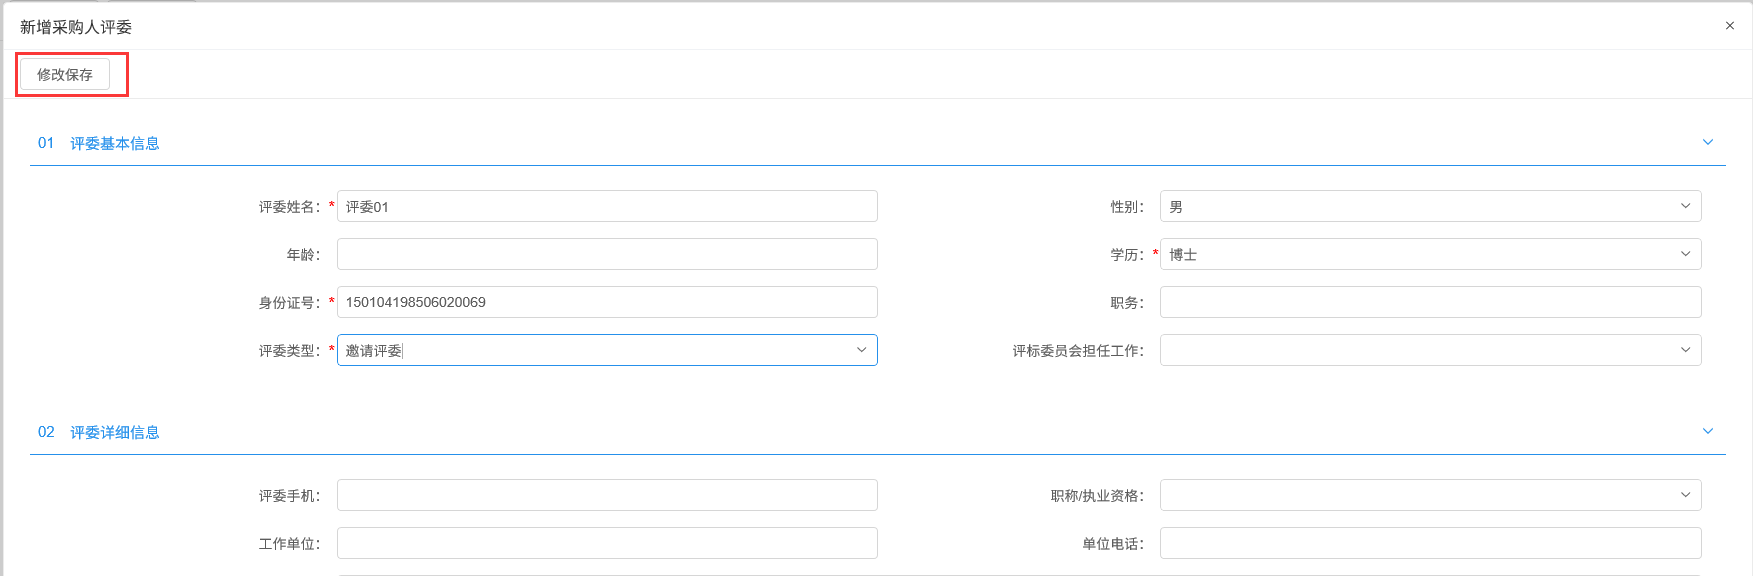 新增采购人评委 ×
修改保存
01 评委基本信息
评委姓名：* 评委01 性别： 男
年龄： 学历：* 博士
身份证号：* 150104198506020069 职务：
评委类型：* 邀请评委 评标委员会担任工作：
02 评委详细信息
评委手机： 职称/执业资格：
工作单位： 单位电话：